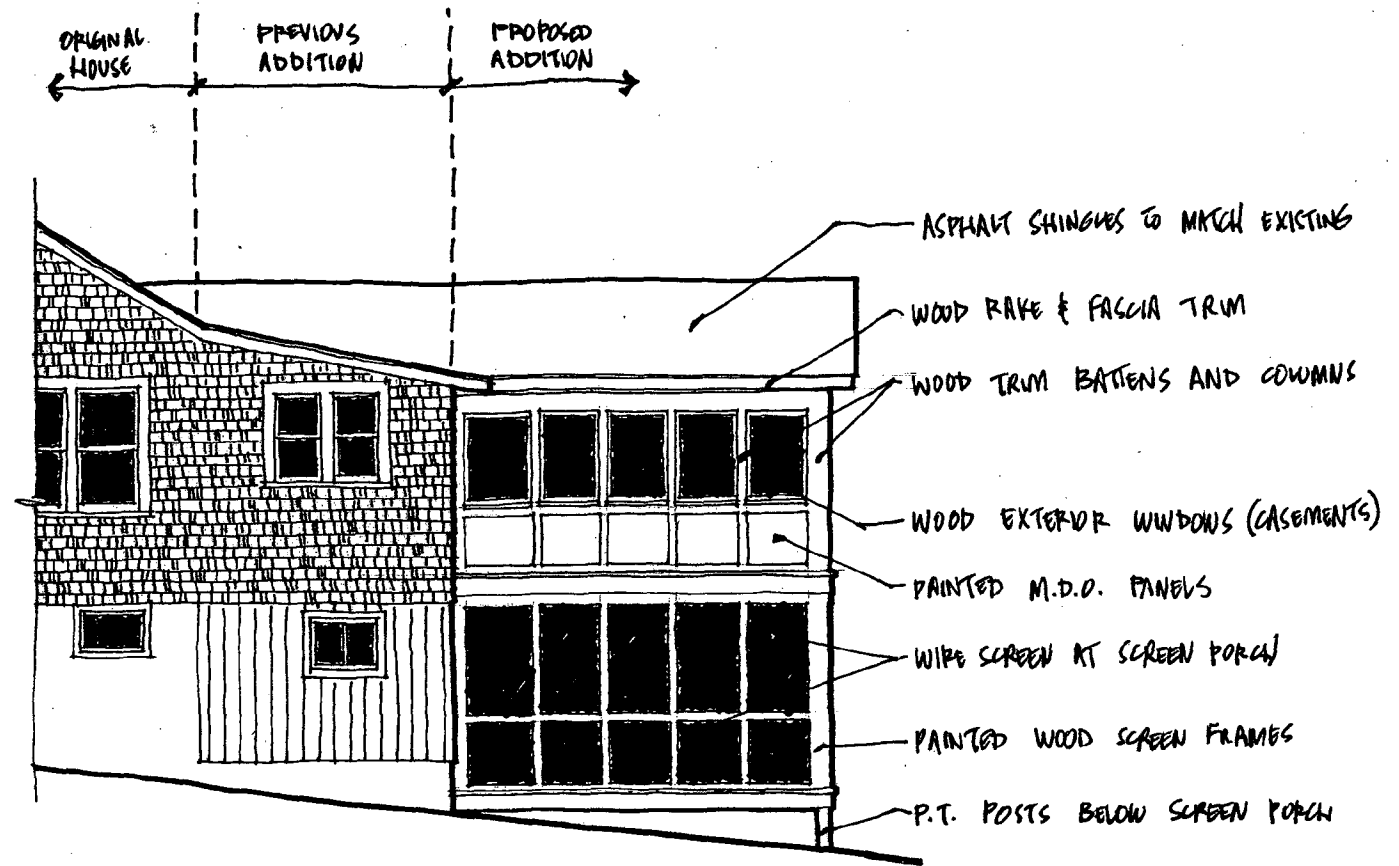 ORIGINAL
HOUSE
PREVIOUS
ADDITION
PROPOSED
ADDITION
ASPHALT SHINGLES TO MATCH EXISTING
WOOD RAKE & FASCIA TRIM
WOOD TRIM BATTENS AND COLUMNS
WOOD EXTERIOR WINDOWS (CASEMENTS)
PAINTED M.D.O. PANELS
WIRE SCREEN AT SCREEN PORCH
PAINTED WOOD SCREEN FRAMES
P.T. POSTS BELOW SCREEN PORCH